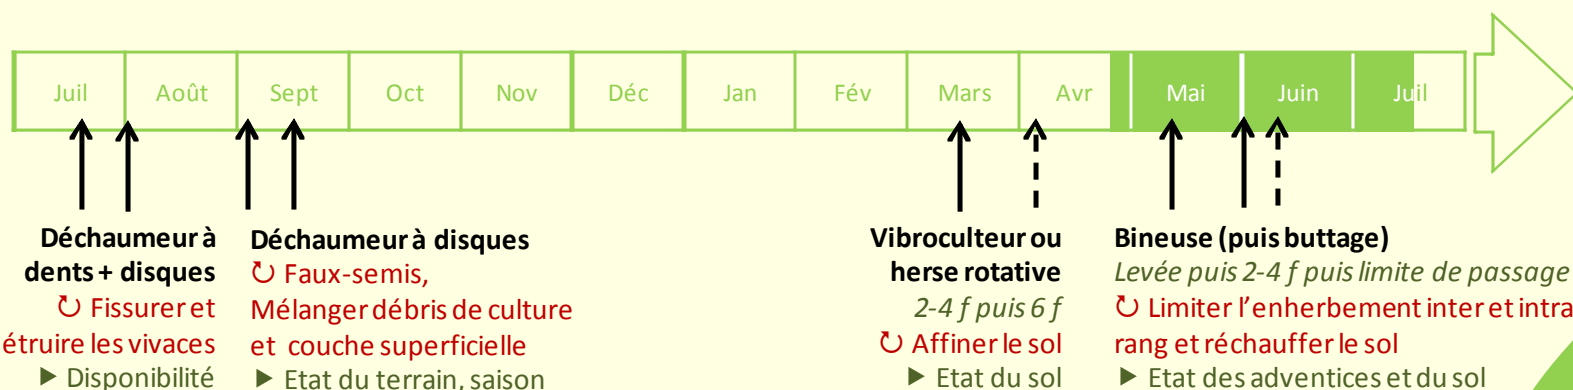 Juil Août Sept Oct Nov Déc Jan Fév Mars Avr Mai Juin Juil
Déchaumeur à
dents + disques
↻ Fissurer et
étruire les vivaces
▶ Disponibilité
Déchaumeur à disques
↻ Faux-semis,
Mélanger débris de culture
et couche superficielle
▶ Etat du terrain, saison
Vibroculteur ou
herse rotative
2-4 f puis 6 f
↻ Affiner le sol
▶ Etat du sol
Bineuse (puis buttage)
Levée puis 2-4 f puis limite de passage
↻ Limiter l’enherbement inter et intra
rang et réchauffer le sol
▶ Etat des adventices et du sol